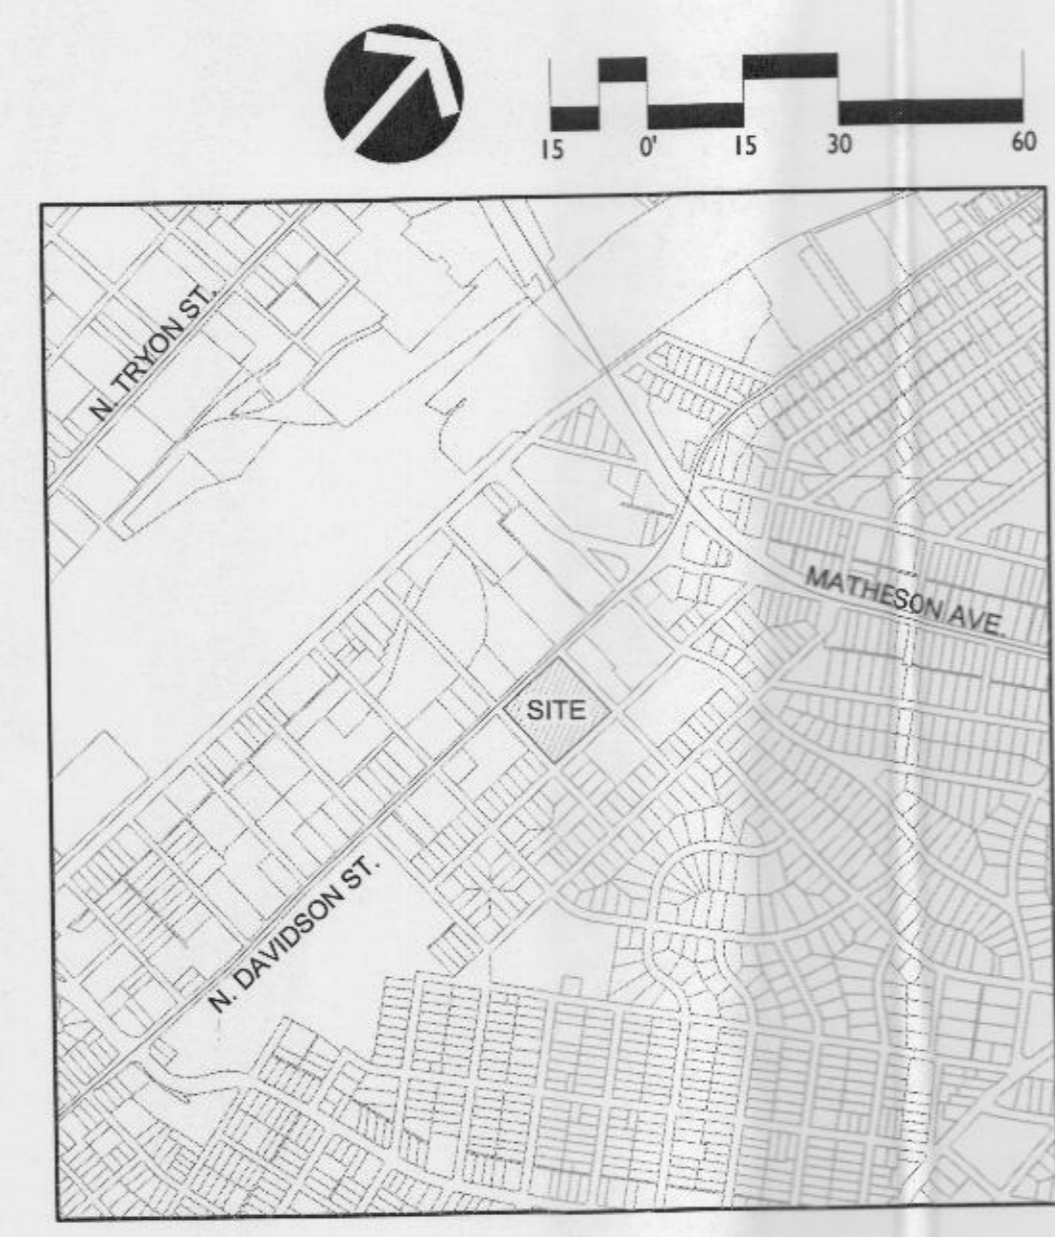 15 0' 15 30 60
N. TRYON ST.
MATHESON AVE.
SITE
N. DAVIDSON ST.